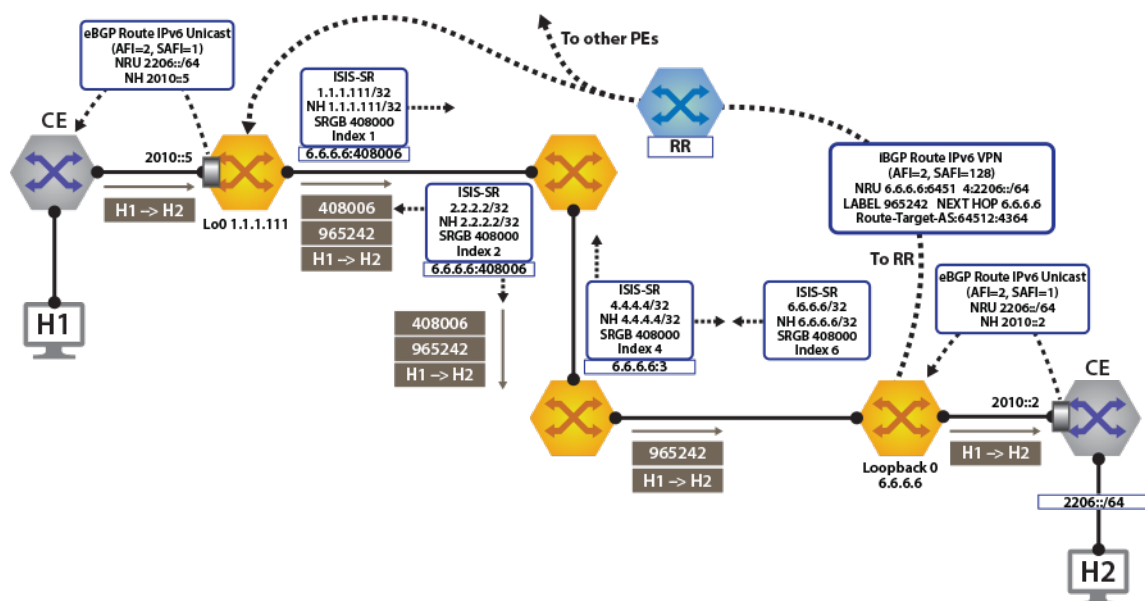 eBGP Route IPv6 Unicast
(AFI=2, SAFI=1)
NRU 2206::/64
NH 2010::5
To other PEs
ISIS-SR
1.1.1.111/32
NH 1.1.1.111/32
SRGB 408000
Index 1
6.6.6.6:408006
RR
CE
2010::5
H1 –> H2
Lo0 1.1.1.111
408006
965242
H1 –> H2
ISIS-SR
2.2.2.2/32
NH 2.2.2.2/32
SRGB 408000
Index 2
6.6.6.6:408006
IBGP Route IPv6 VPN
(AFI=2, SAFI=128)
NRU 6.6.6.6:6451 4:2206::/64
LABEL 965242 NEXT HOP 6.6.6.6
Route-Target-AS:64512:4364
To RR
H1
408006
965242
H1 –> H2
ISIS-SR
4.4.4.4/32
NH 4.4.4.4/32
SRGB 408000
Index 4
6.6.6.6:3
ISIS-SR
6.6.6.6/32
NH 6.6.6.6/32
SRGB 408000
Index 6
eBGP Route IPv6 Unicast
(AFI=2, SAFI=1)
NRU 2206::/64
NH 2010::2
CE
2010::2
965242
H1 –> H2
Loopback 0
6.6.6.6
H1 –> H2
2206::/64
H2